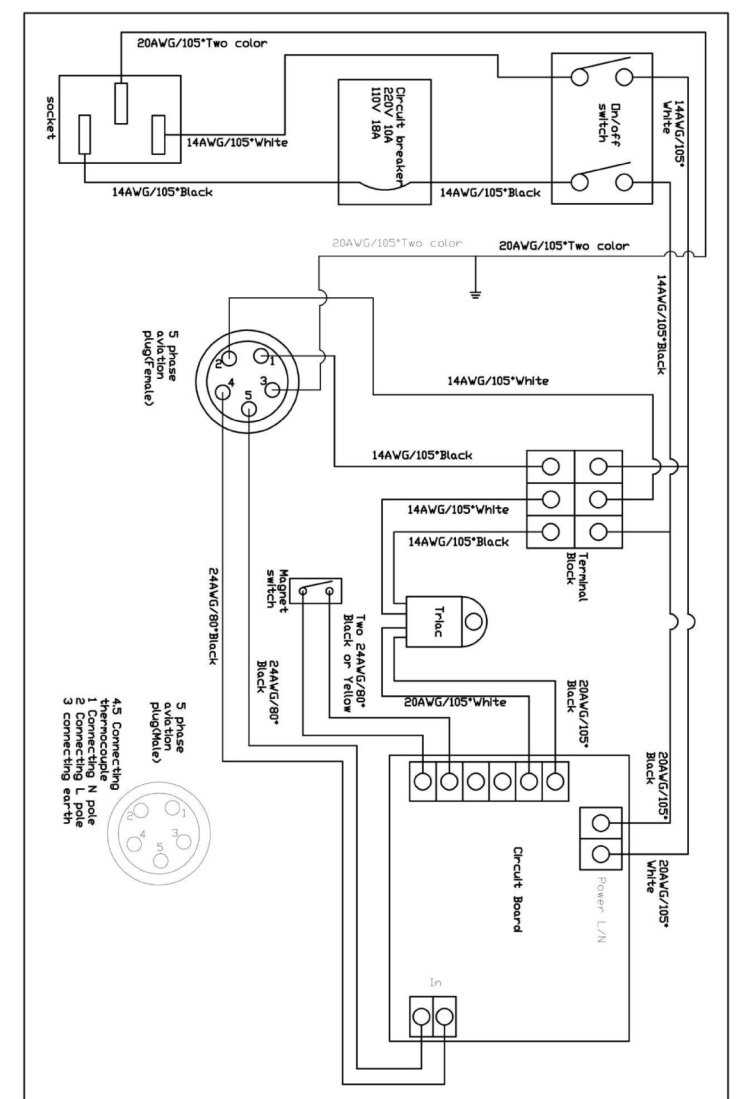 20AWG/105°Two color
socket
14AWG/105°White
14AWG/105°Black
Circuit breaker
220V 10A
110V 18A
14AWG/105°Black
On/off
switch
14AWG/105°
White
20AWG/105°Two color
20AWG/105°Two color
14AWG/105°Black
5 phase
aviation
plug(Female)
1
2
3
4
5
14AWG/105°White
14AWG/105°Black
14AWG/105°White
14AWG/105°Black
Terminal
Block
24AWG/80°Black
Magnet
switch
Two 24AWG/80°
Black or Yellow
Triac
24AWG/80°
Black
20AWG/105°White
20AWG/105°
Black
5 phase
aviation
plug(Male)
4.5 Connecting
thermocouple
1 Connecting N pole
2 Connecting L pole
3 connecting earth
1
2
3
4
5
20AWG/105°
Black
20AWG/105°
White
Circuit Board
Power L/N
In